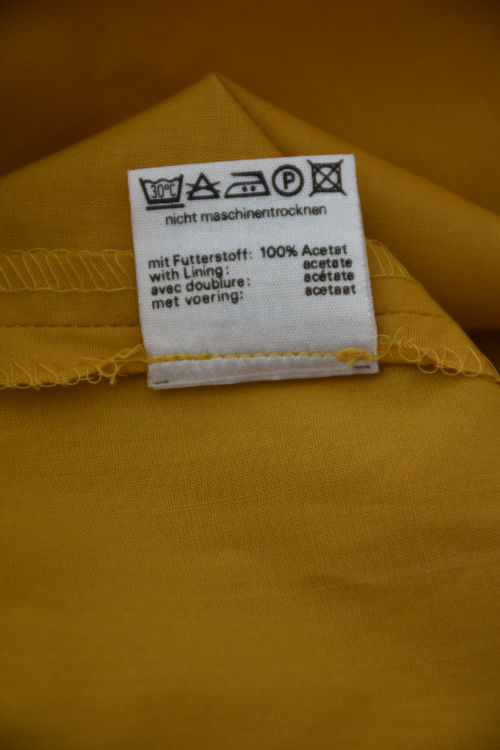 30°C P
nicht maschinentrocknen
mit Futterstoff: 100% Acetat
with Lining: acetate
avec doublure: acétate
met voering: acetaat